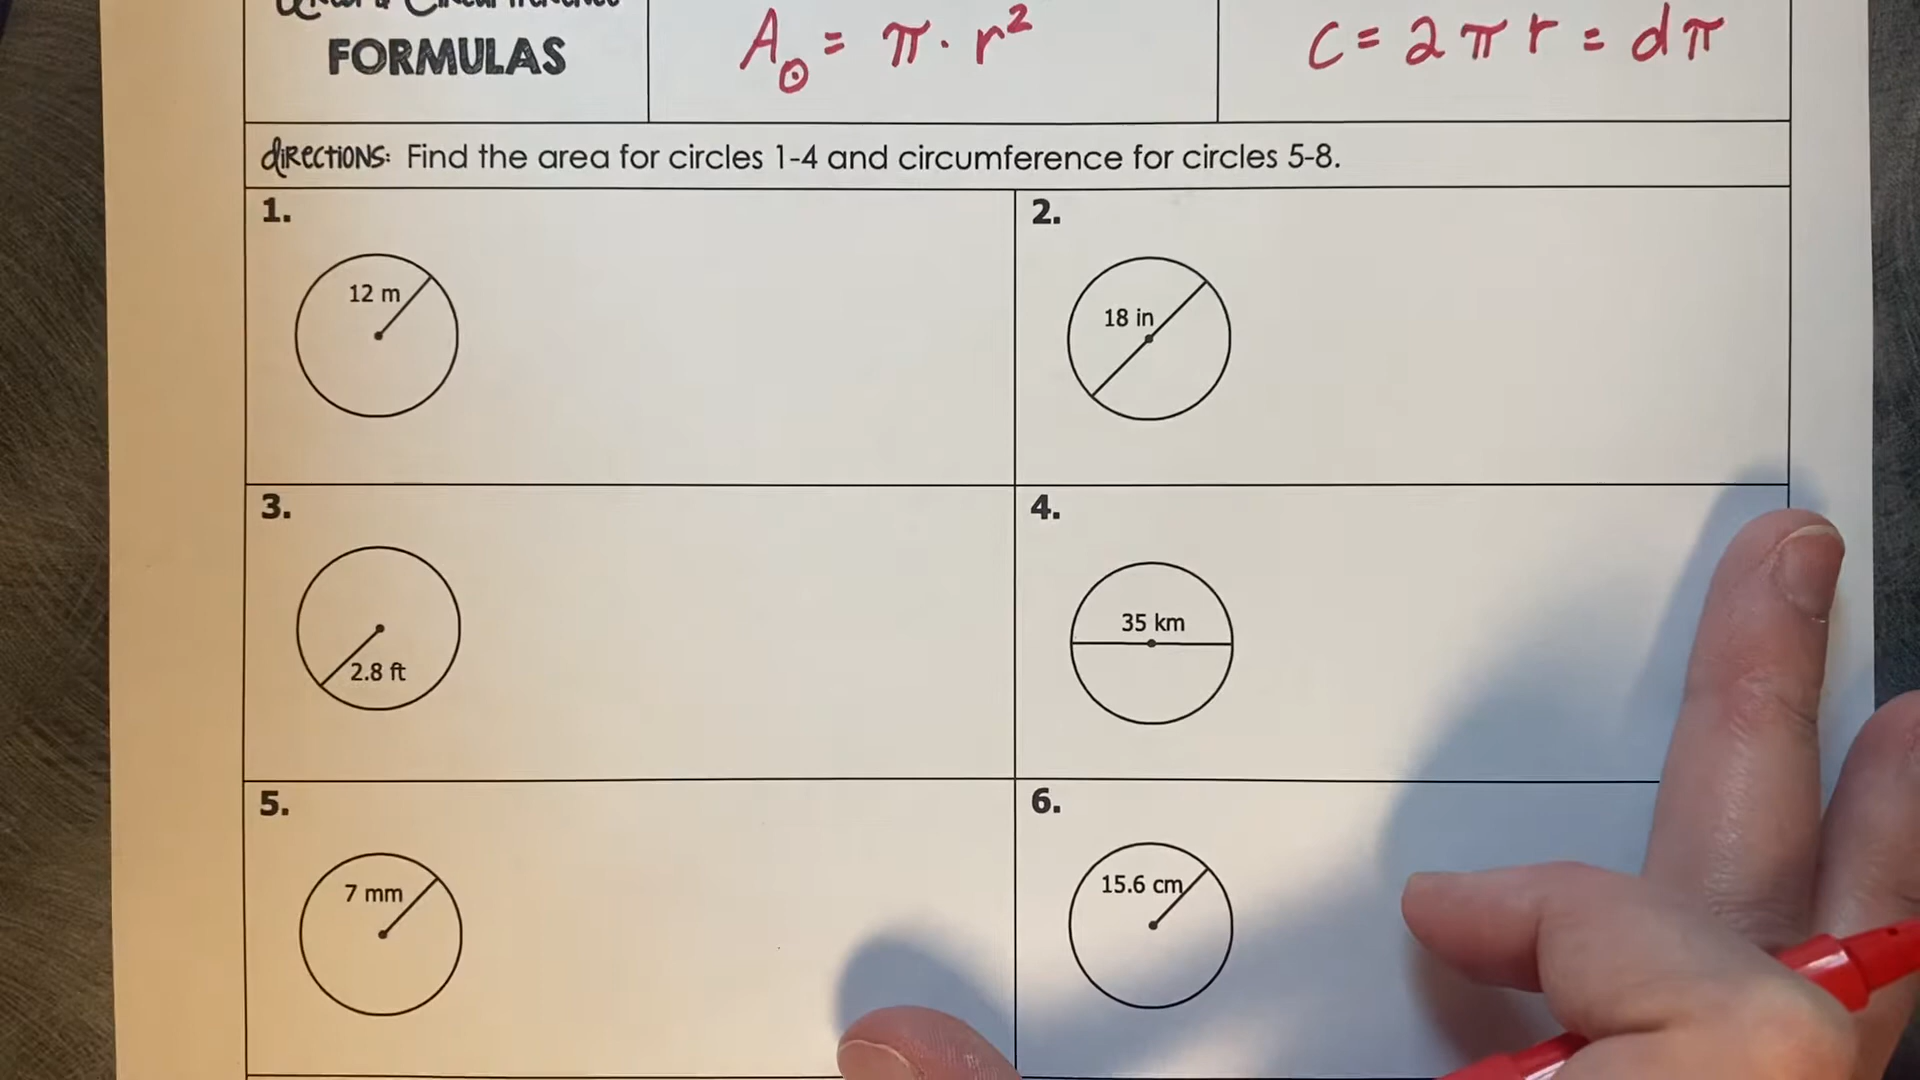 Circumference
FORMULAS
A⊙ = π · r²
C = 2πr = dπ
DIRECTIONS: Find the area for circles 1-4 and circumference for circles 5-8.
1.
12 m
2.
18 in
3.
2.8 ft
4.
35 km
5.
7 mm
6.
15.6 cm